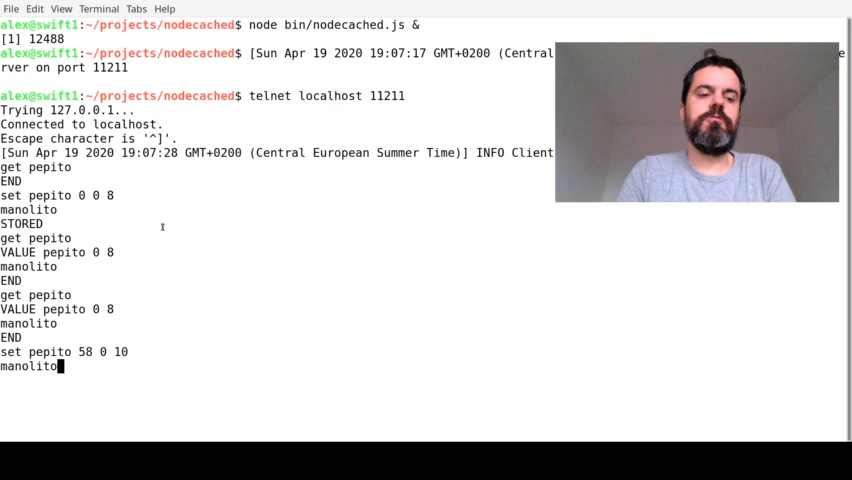 File Edit View Terminal Tabs Help
alex@swift1:~/projects/nodecached$ node bin/nodecached.js &
[1] 12488
alex@swift1:~/projects/nodecached$ [Sun Apr 19 2020 19:07:17 GMT+0200 (Central e
rver on port 11211
alex@swift1:~/projects/nodecached$ telnet localhost 11211
Trying 127.0.0.1...
Connected to localhost.
Escape character is '^]'.
[Sun Apr 19 2020 19:07:28 GMT+0200 (Central European Summer Time)] INFO Client
get pepito
END
set pepito 0 0 8
manolito
STORED
get pepito
VALUE pepito 0 8
manolito
END
get pepito
VALUE pepito 0 8
manolito
END
set pepito 58 0 10
manolito